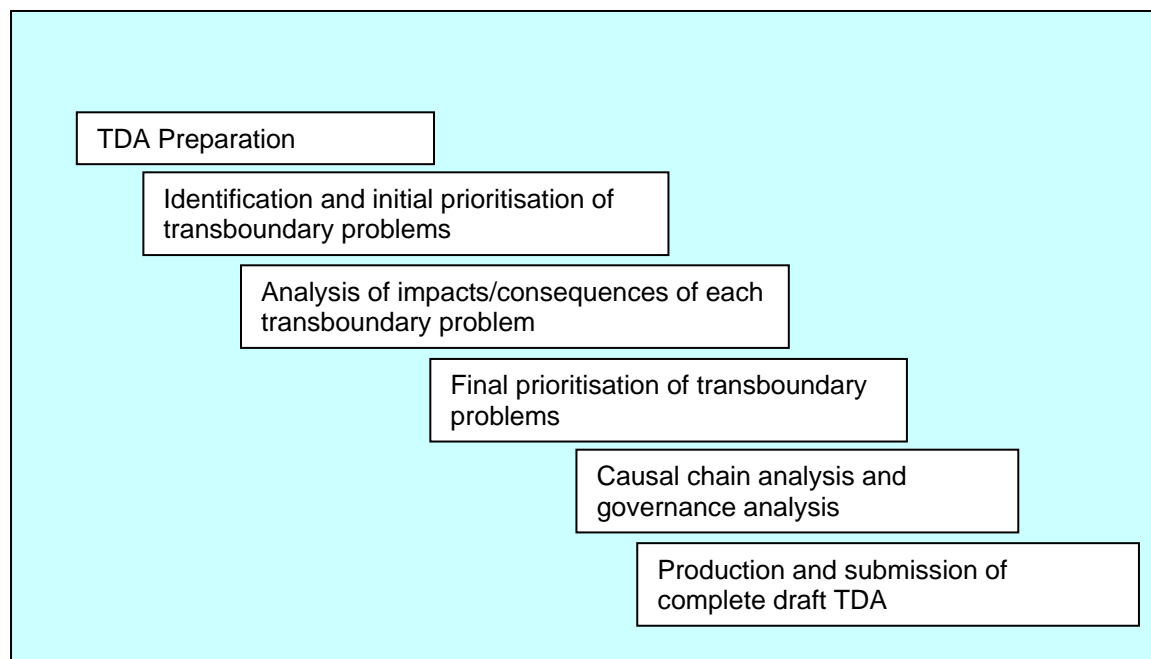 TDA Preparation
Identification and initial prioritisation of
transboundary problems
Analysis of impacts/consequences of each
transboundary problem
Final prioritisation of transboundary
problems
Causal chain analysis and
governance analysis
Production and submission of
complete draft TDA